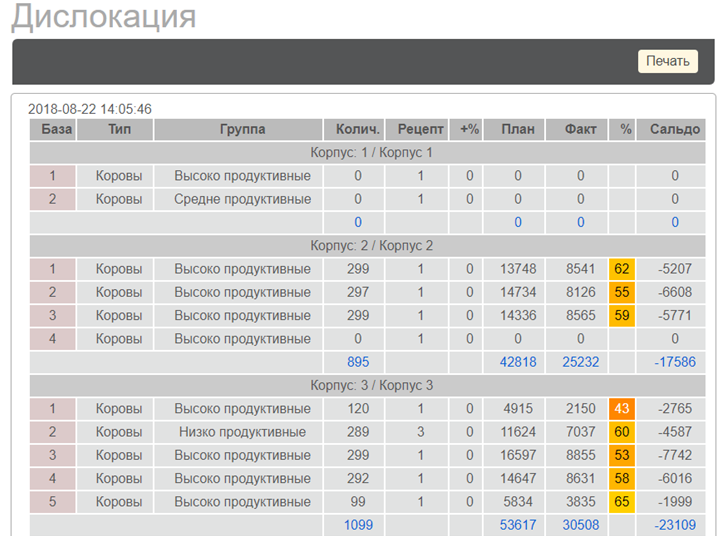 Дислокация
Печать
2018-08-22 14:05:46
База Тип Группа Колич. Рецепт +% План Факт % Сальдо
Корпус: 1 / Корпус 1
1 Коровы Высоко продуктивные 0 1 0 0 0 0
2 Коровы Средне продуктивные 0 1 0 0 0 0
0 0 0 0
Корпус: 2 / Корпус 2
1 Коровы Высоко продуктивные 299 1 0 13748 8541 62 -5207
2 Коровы Высоко продуктивные 297 1 0 14734 8126 55 -6608
3 Коровы Высоко продуктивные 299 1 0 14336 8565 59 -5771
4 Коровы Высоко продуктивные 0 1 0 0 0 0
895 42818 25232 -17586
Корпус: 3 / Корпус 3
1 Коровы Высоко продуктивные 120 1 0 4915 2150 43 -2765
2 Коровы Низко продуктивные 289 3 0 11624 7037 60 -4587
3 Коровы Высоко продуктивные 299 1 0 16597 8855 53 -7742
4 Коровы Высоко продуктивные 292 1 0 14647 8631 58 -6016
5 Коровы Высоко продуктивные 99 1 0 5834 3835 65 -1999
1099 53617 30508 -23109